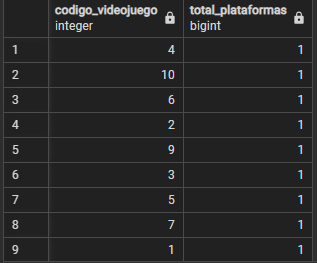 codigo_videojuego total_plataformas
integer bigint
1 4 1
2 10 1
3 6 1
4 2 1
5 9 1
6 3 1
7 5 1
8 7 1
9 1 1